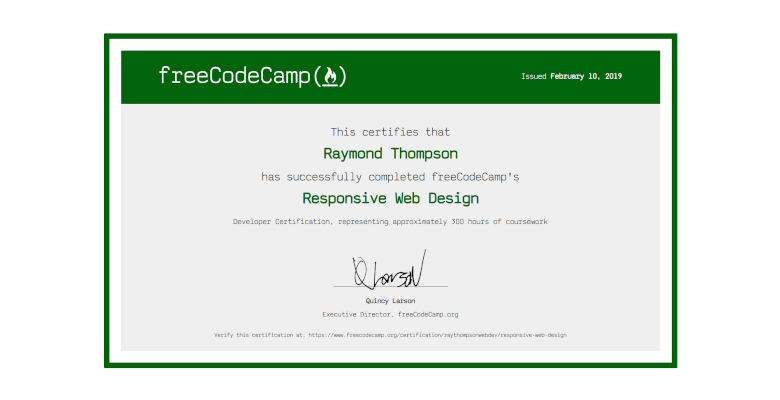 freeCodeCamp(🔥)
Issued February 10, 2019
This certifies that
Raymond Thompson
has successfully completed freeCodeCamp's
Responsive Web Design
Developer Certification, representing approximately 300 hours of coursework
Q Larson
Quincy Larson
Executive Director, freeCodeCamp.org
Verify this certification at: https://www.freecodecamp.org/certification/raythompsonwebdev/responsive-web-design